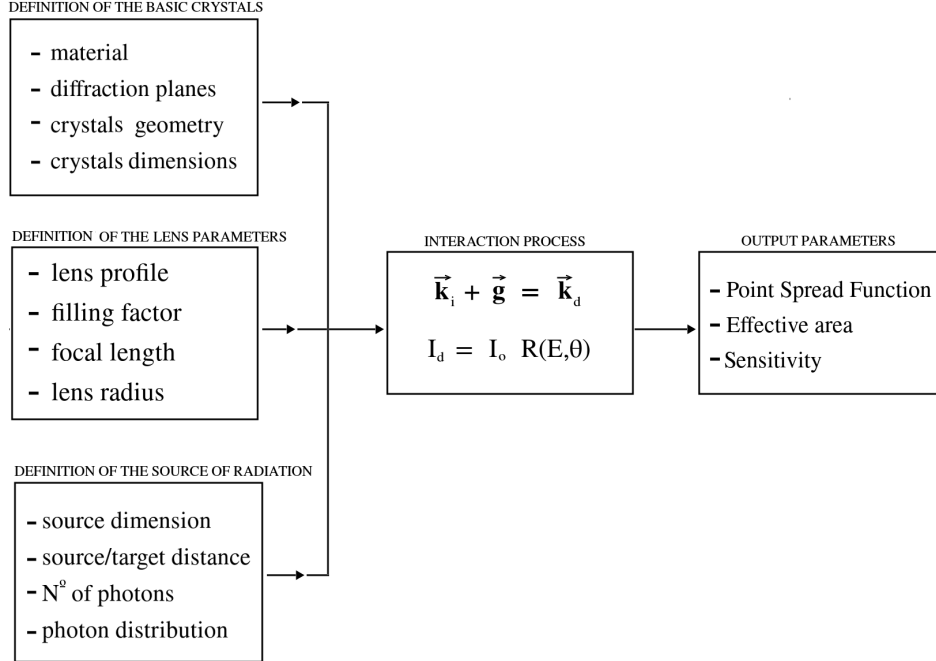 DEFINITION OF THE BASIC CRYSTALS
- material
- diffraction planes
- crystals geometry
- crystals dimensions
DEFINITION OF THE LENS PARAMETERS
- lens profile
- filling factor
- focal length
- lens radius
DEFINITION OF THE SOURCE OF RADIATION
- source dimension
- source/target distance
- Nº of photons
- photon distribution
INTERACTION PROCESS
k⃗i + g⃗ = k⃗d
Id = Io R(E,θ)
OUTPUT PARAMETERS
- Point Spread Function
- Effective area
- Sensitivity